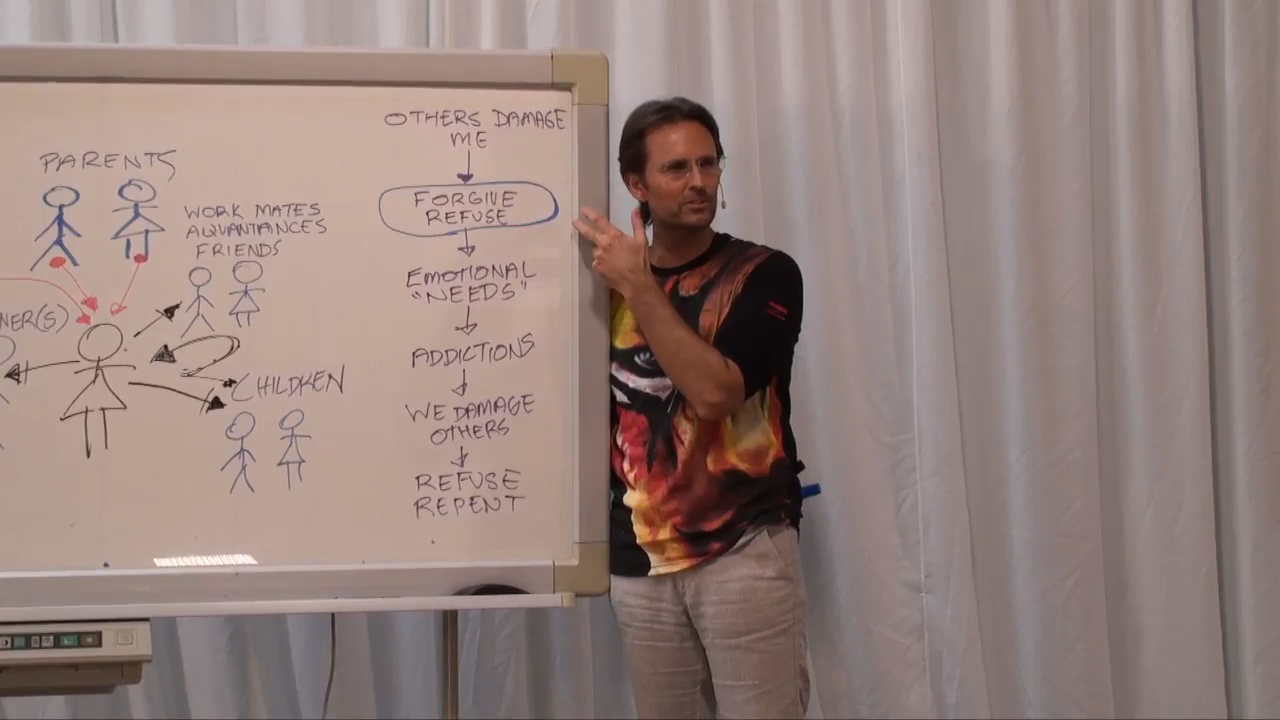 PARENTS
WORK MATES
AQUANTIANCES
FRIENDS
NER(S)
CHILDREN
OTHERS DAMAGE
ME
FORGIVE
REFUSE
EMOTIONAL
"NEEDS"
ADDICTIONS
WE DAMAGE
OTHERS
REFUSE
REPENT